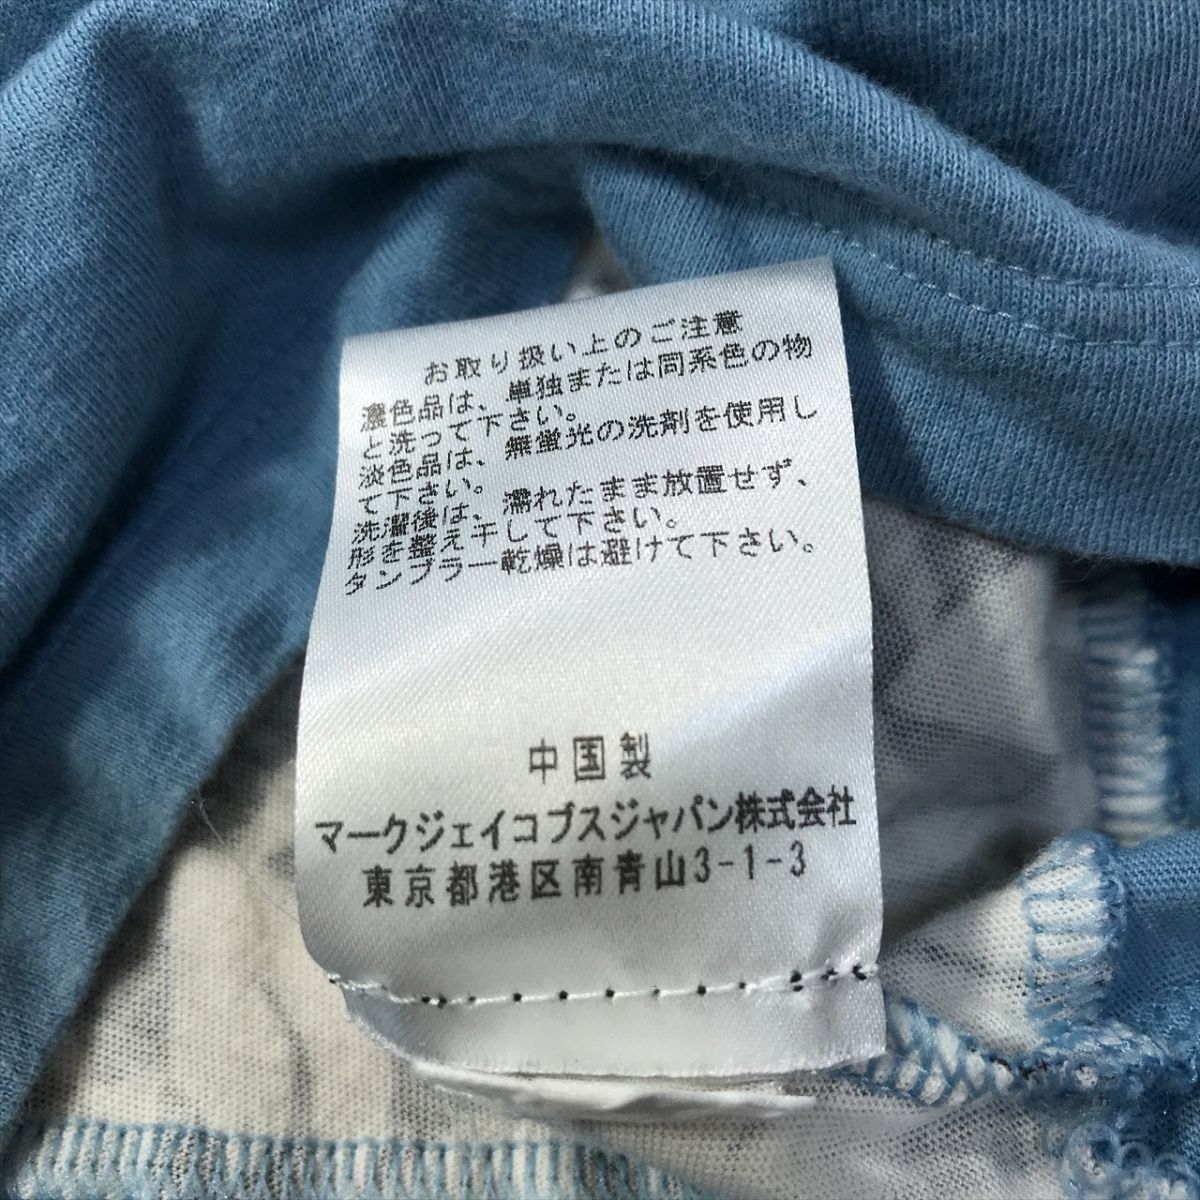 お取り扱い上のご注意
濃色品は、単独または同系色の物
と洗って下さい。
淡色品は、無蛍光の洗剤を使用し
て下さい。
洗濯後は、濡れたまま放置せず、
形を整え干して下さい。
タンブラー乾燥は避けて下さい。
中国製
マークジェイコブスジャパン株式会社
東京都港区南青山3-1-3